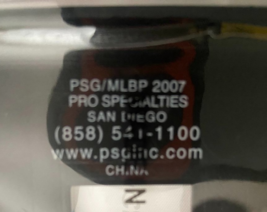 PSG/MLBP 2007
PRO SPECIALTIES
SAN DIEGO
(858) 541-1100
www.psginc.com
CHINA
N